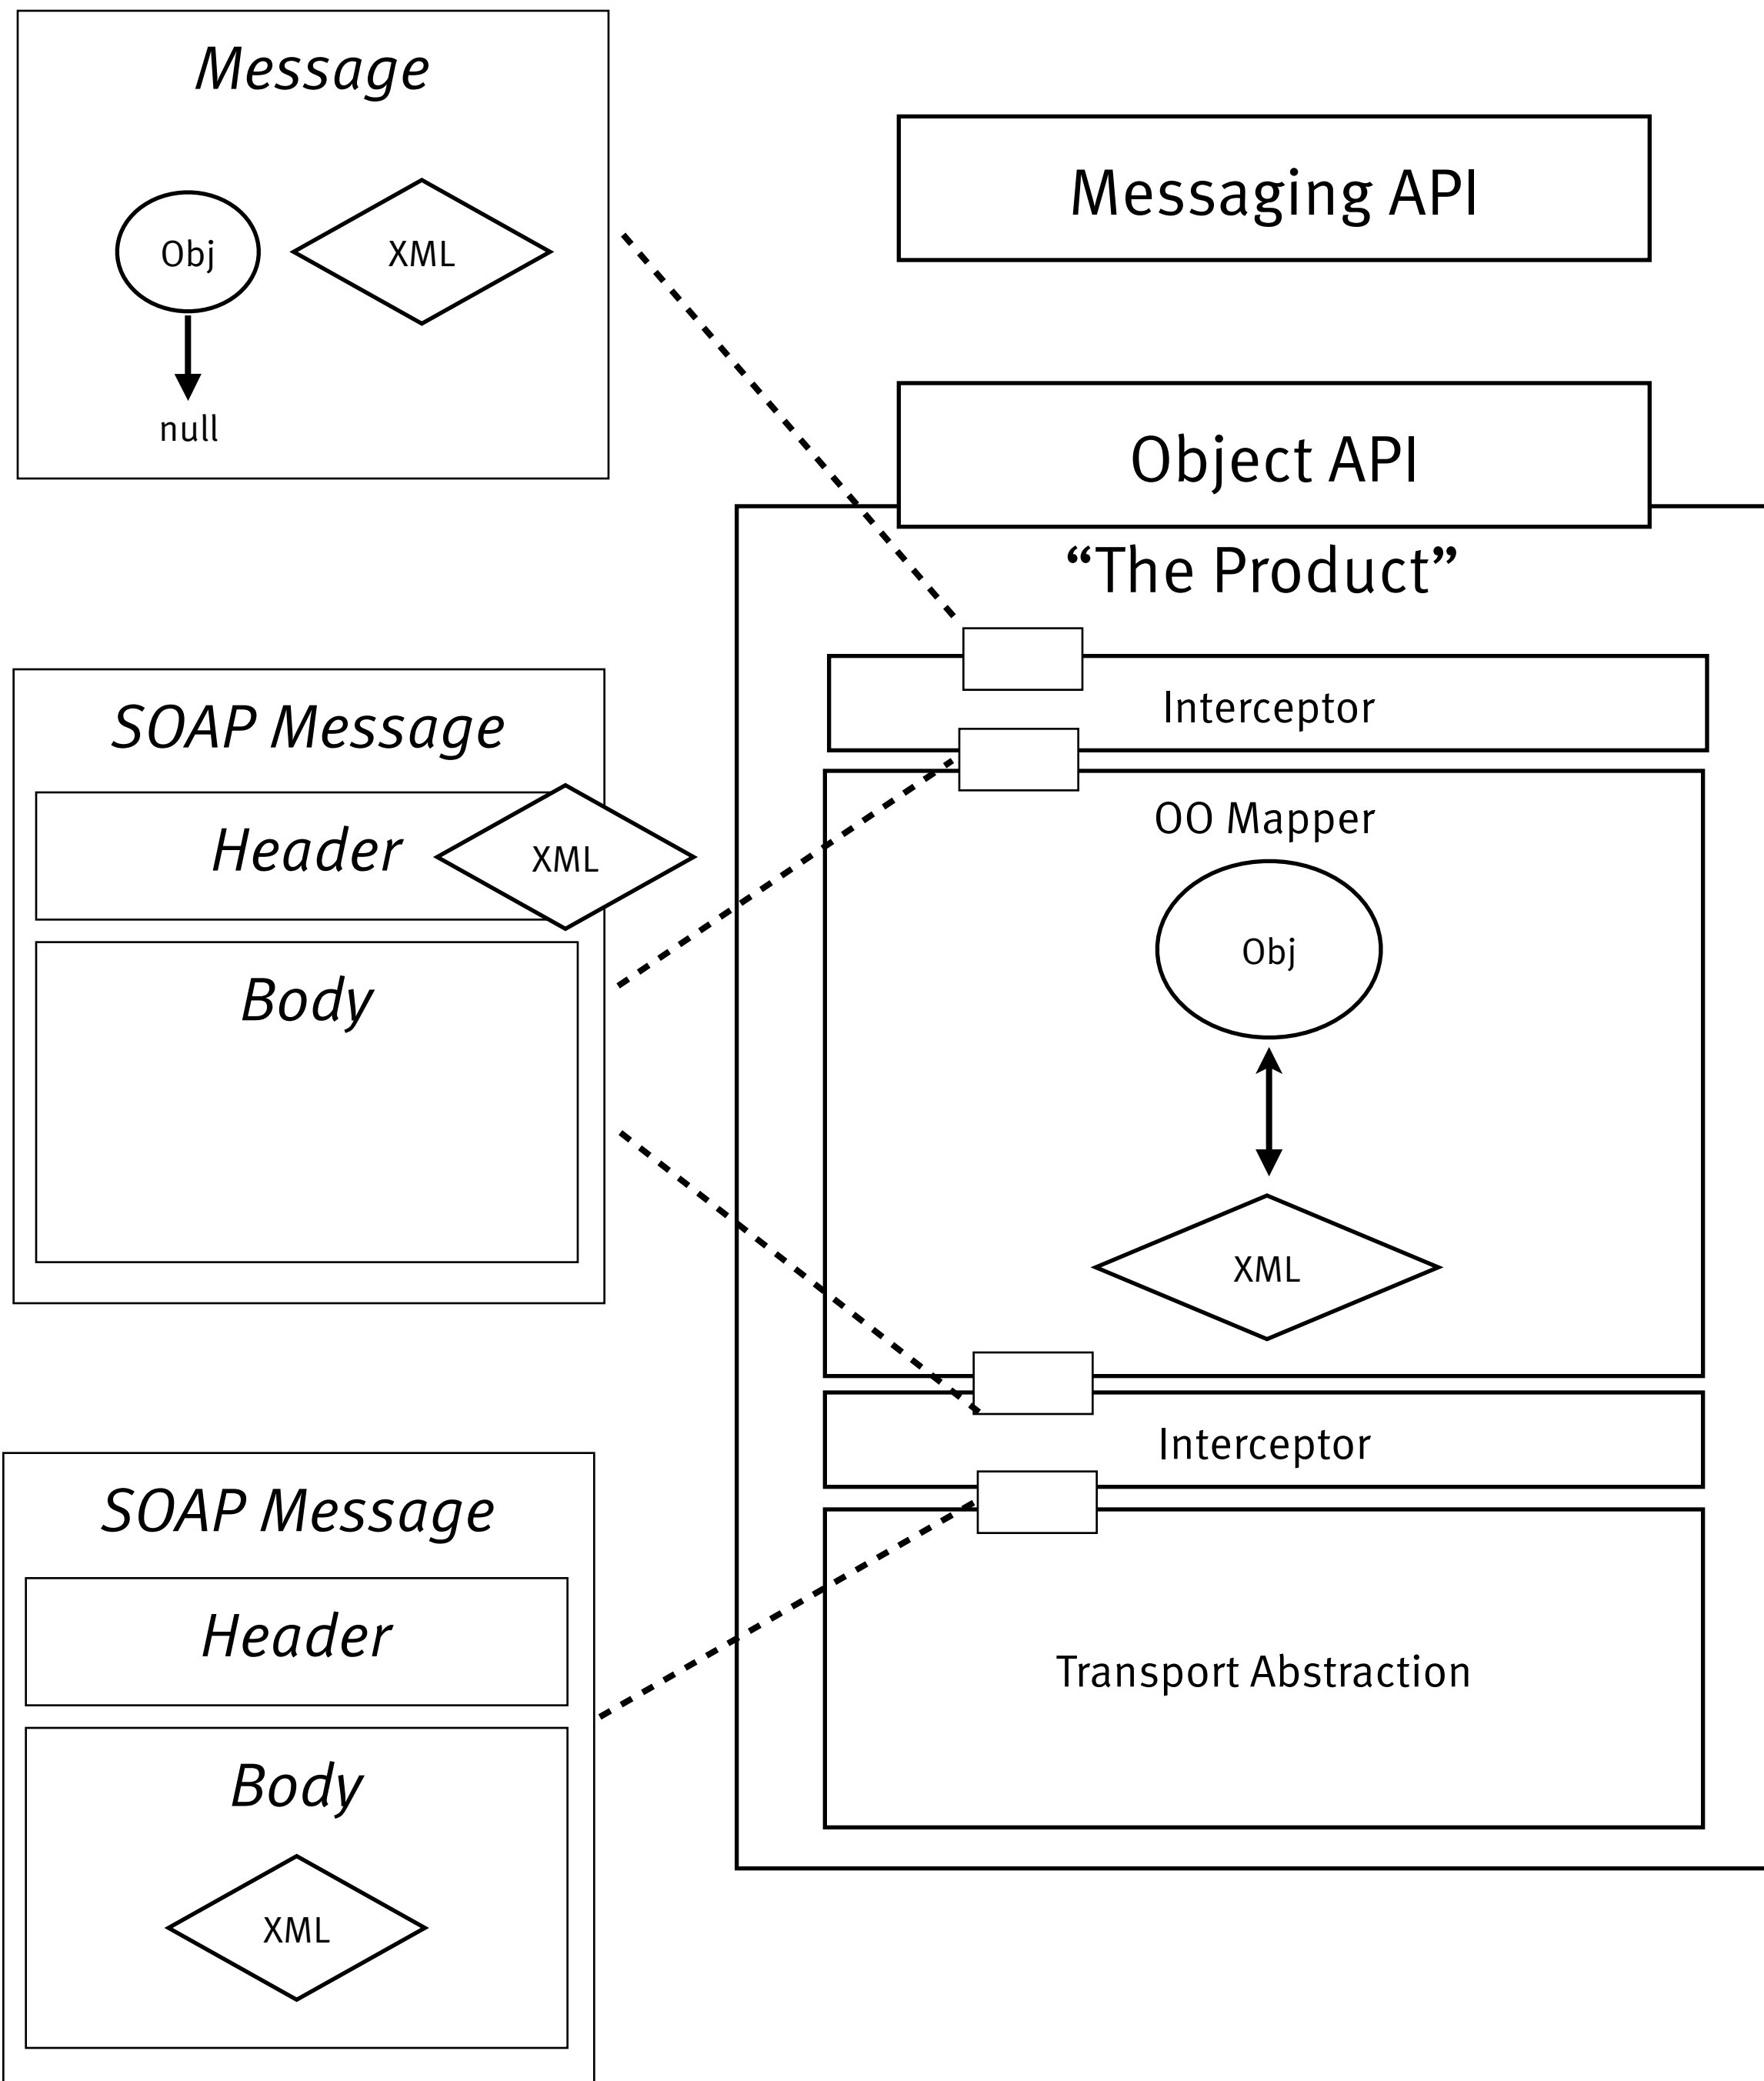 Message
Obj
XML
null
SOAP Message
Header
XML
Body
SOAP Message
Header
Body
XML
Messaging API
Object API
“The Product”
Interceptor
OO Mapper
Obj
XML
Interceptor
Transport Abstraction